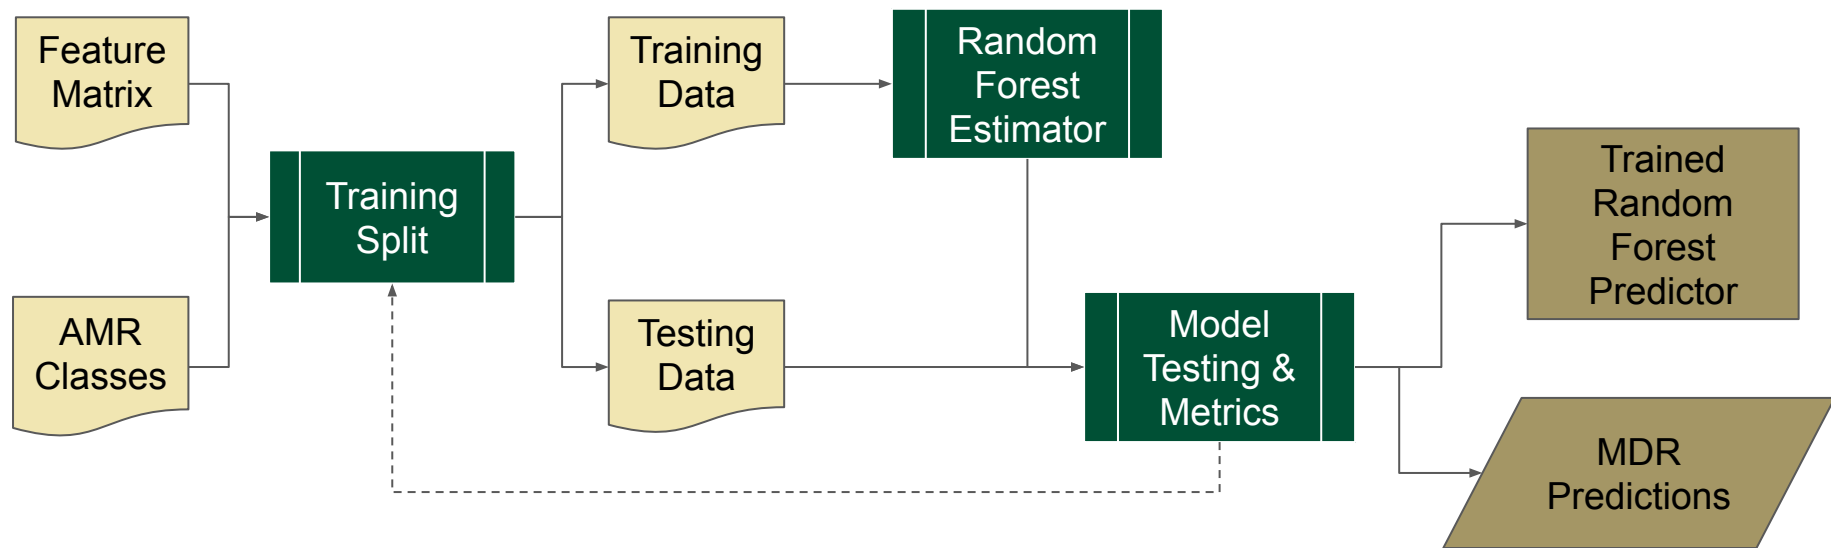 Feature
Matrix
AMR
Classes
Training
Split
Training
Data
Testing
Data
Random
Forest
Estimator
Model
Testing &
Metrics
Trained
Random
Forest
Predictor
MDR
Predictions